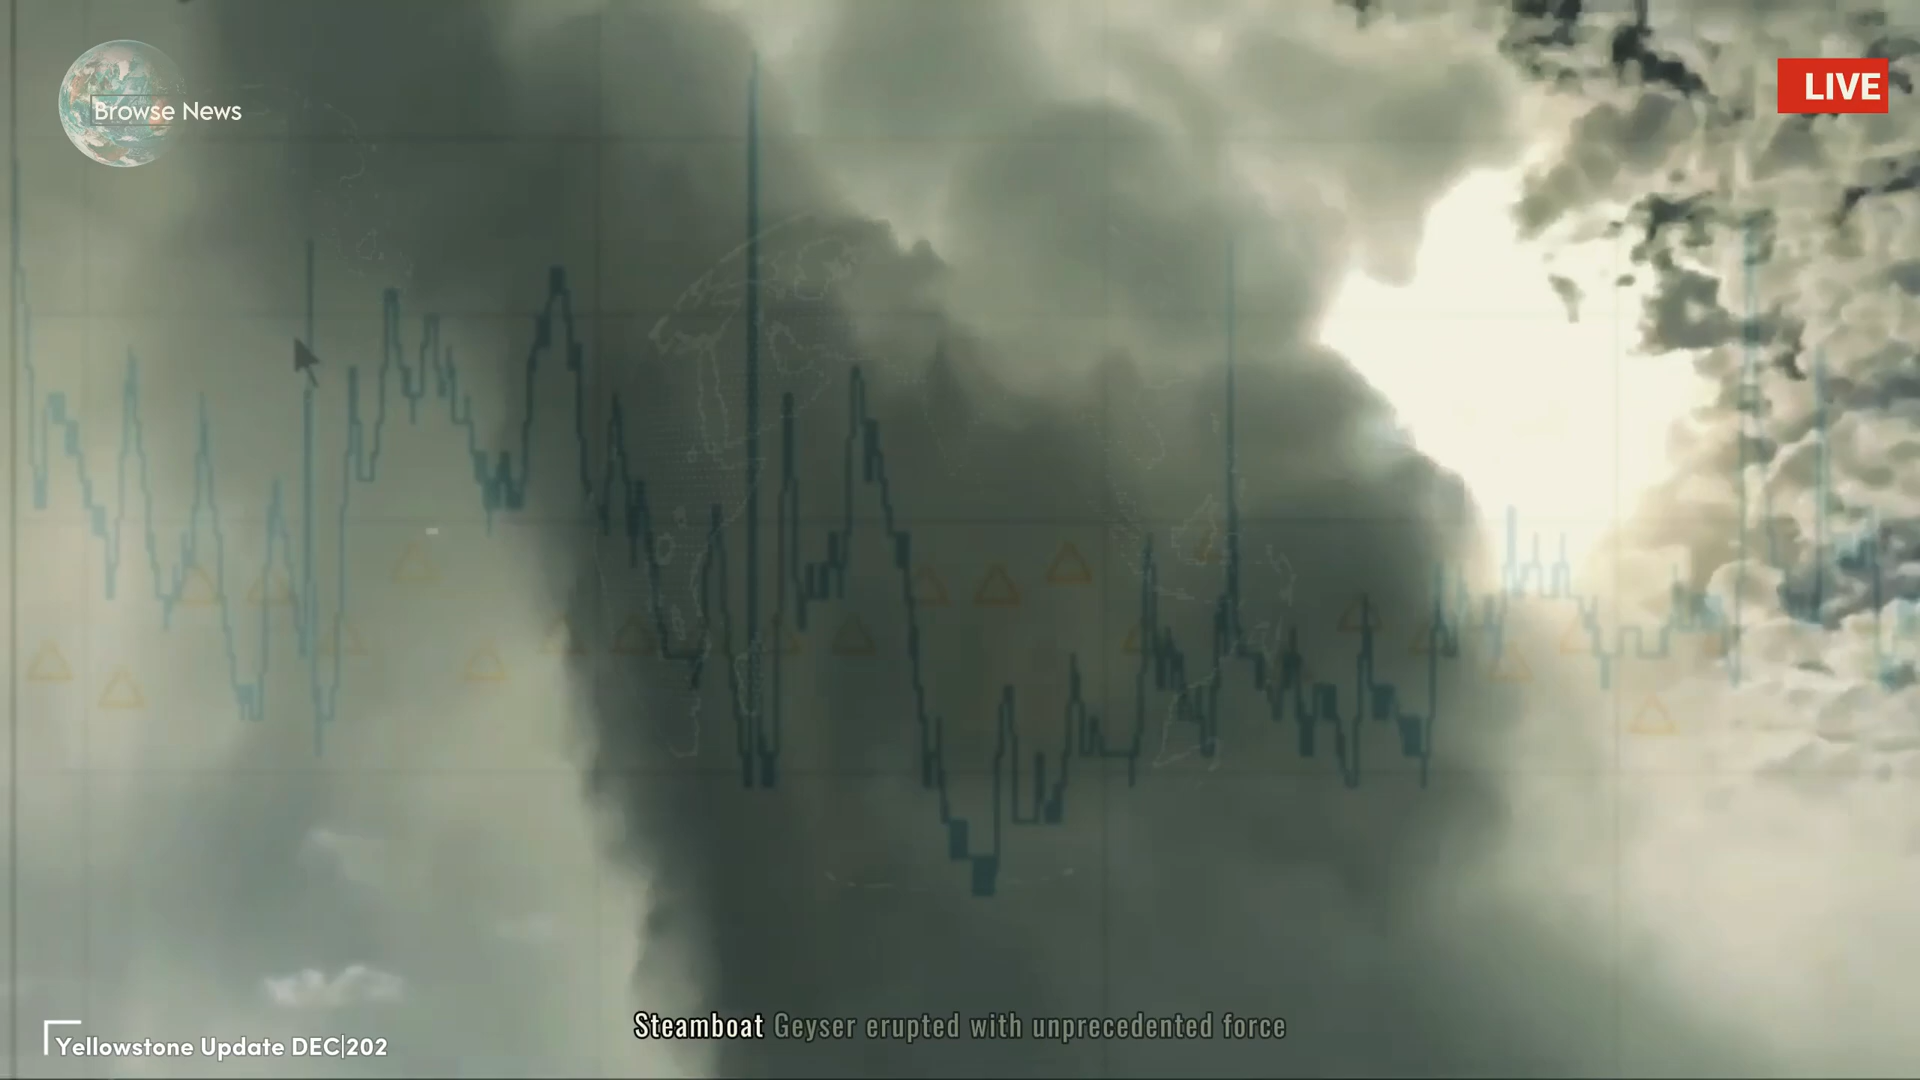 Browse News
LIVE
Steamboat Geyser erupted with unprecedented force
Yellowstone Update DEC|202